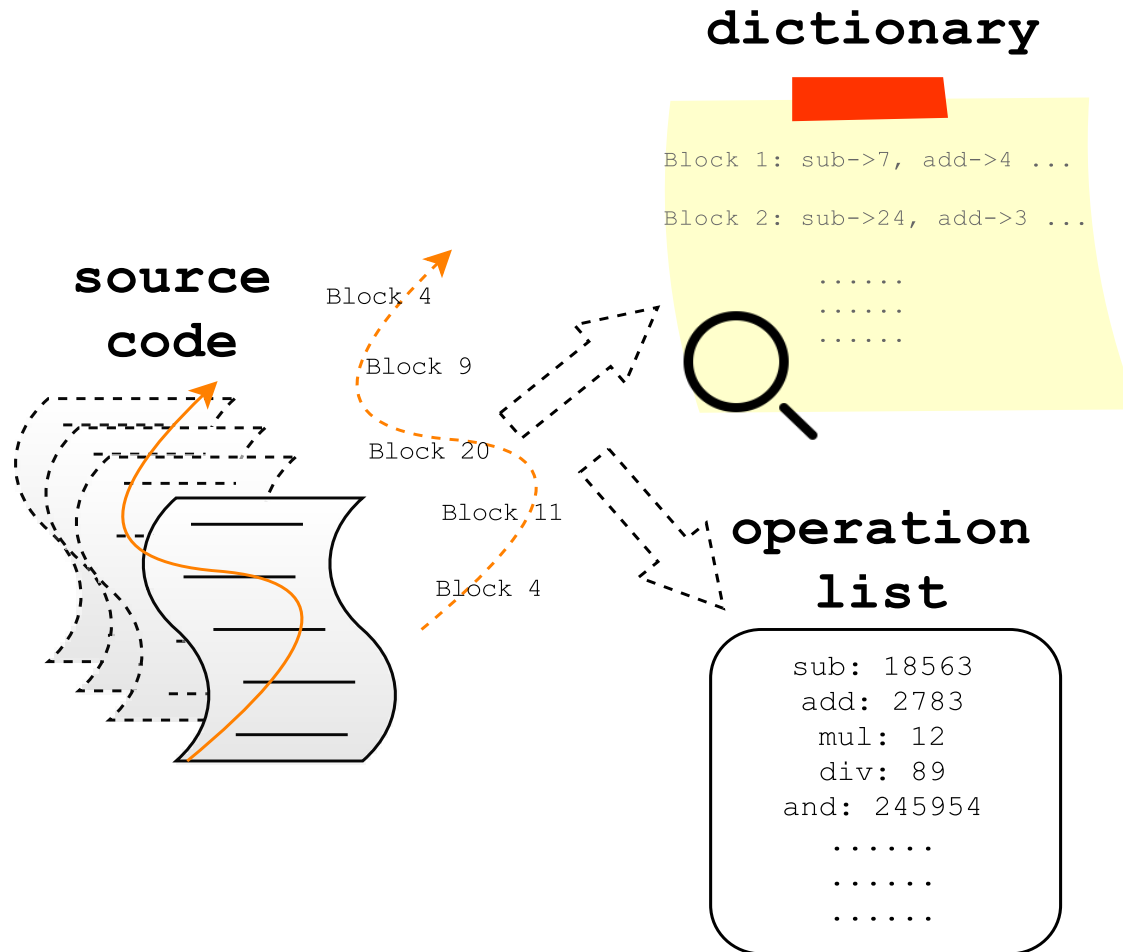 dictionary
Block 1: sub->7, add->4 ...
Block 2: sub->24, add->3 ...
......
......
......
source
code
Block 4
Block 9
Block 20
Block 11
Block 4
operation
list
sub: 18563
add: 2783
mul: 12
div: 89
and: 245954
......
......
......